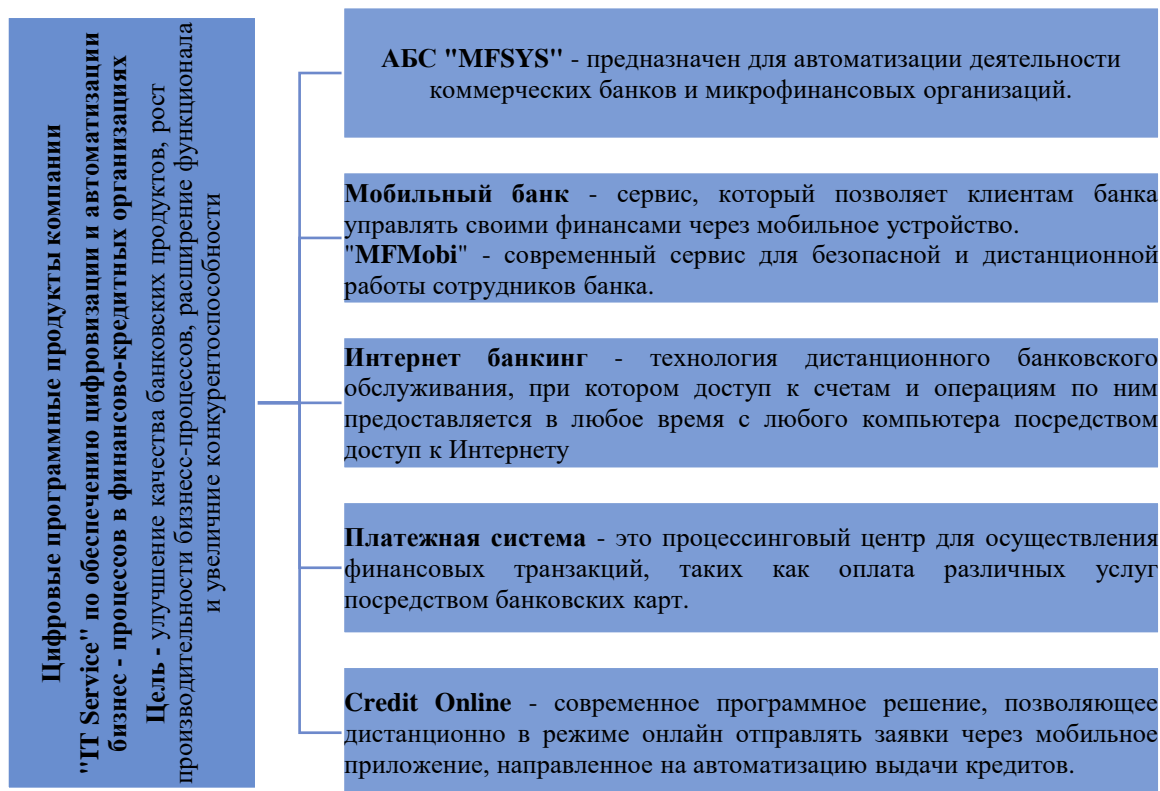 Цифровые программные продукты компании
"IT Service" по обеспечению цифровизации и автоматизации
бизнес - процессов в финансово-кредитных организациях
Цель - улучшение качества банковских продуктов, рост
производительности бизнесс-процессов, расширение функционала
и увеличние конкурентоспособности
АБС "MFSYS" - предназначен для автоматизации деятельности
коммерческих банков и микрофинансовых организаций.
Мобильный банк - сервис, который позволяет клиентам банка
управлять своими финансами через мобильное устройство.
"MFMobi" - современный сервис для безопасной и дистанционной
работы сотрудников банка.
Интернет банкинг - технология дистанционного банковского
обслуживания, при котором доступ к счетам и операциям по ним
предоставляется в любое время с любого компьютера посредством
доступ к Интернету
Платежная система - это процессинговый центр для осуществления
финансовых транзакций, таких как оплата различных услуг
посредством банковских карт.
Credit Online - современное программное решение, позволяющее
дистанционно в режиме онлайн отправлять заявки через мобильное
приложение, направленное на автоматизацию выдачи кредитов.